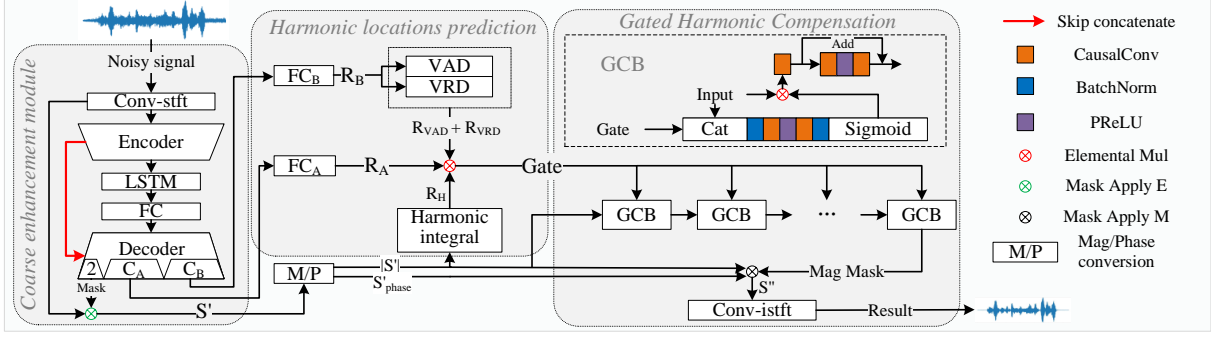 Coarse enhancement module
Noisy signal
Conv-stft
Encoder
LSTM
FC
Decoder
2
C_A
C_B
Mask
S'
Harmonic locations prediction
FC_B
R_B
VAD
VRD
R_VAD + R_VRD
FC_A
R_A
R_H
Harmonic
integral
M/P
|S'|
S'_phase
Gated Harmonic Compensation
GCB
Add
Input
Gate
Cat
Sigmoid
Gate
GCB
GCB
...
GCB
Mag Mask
S"
Conv-istft
Result
Skip concatenate
CausalConv
BatchNorm
PReLU
Elemental Mul
Mask Apply E
Mask Apply M
M/P
Mag/Phase
conversion